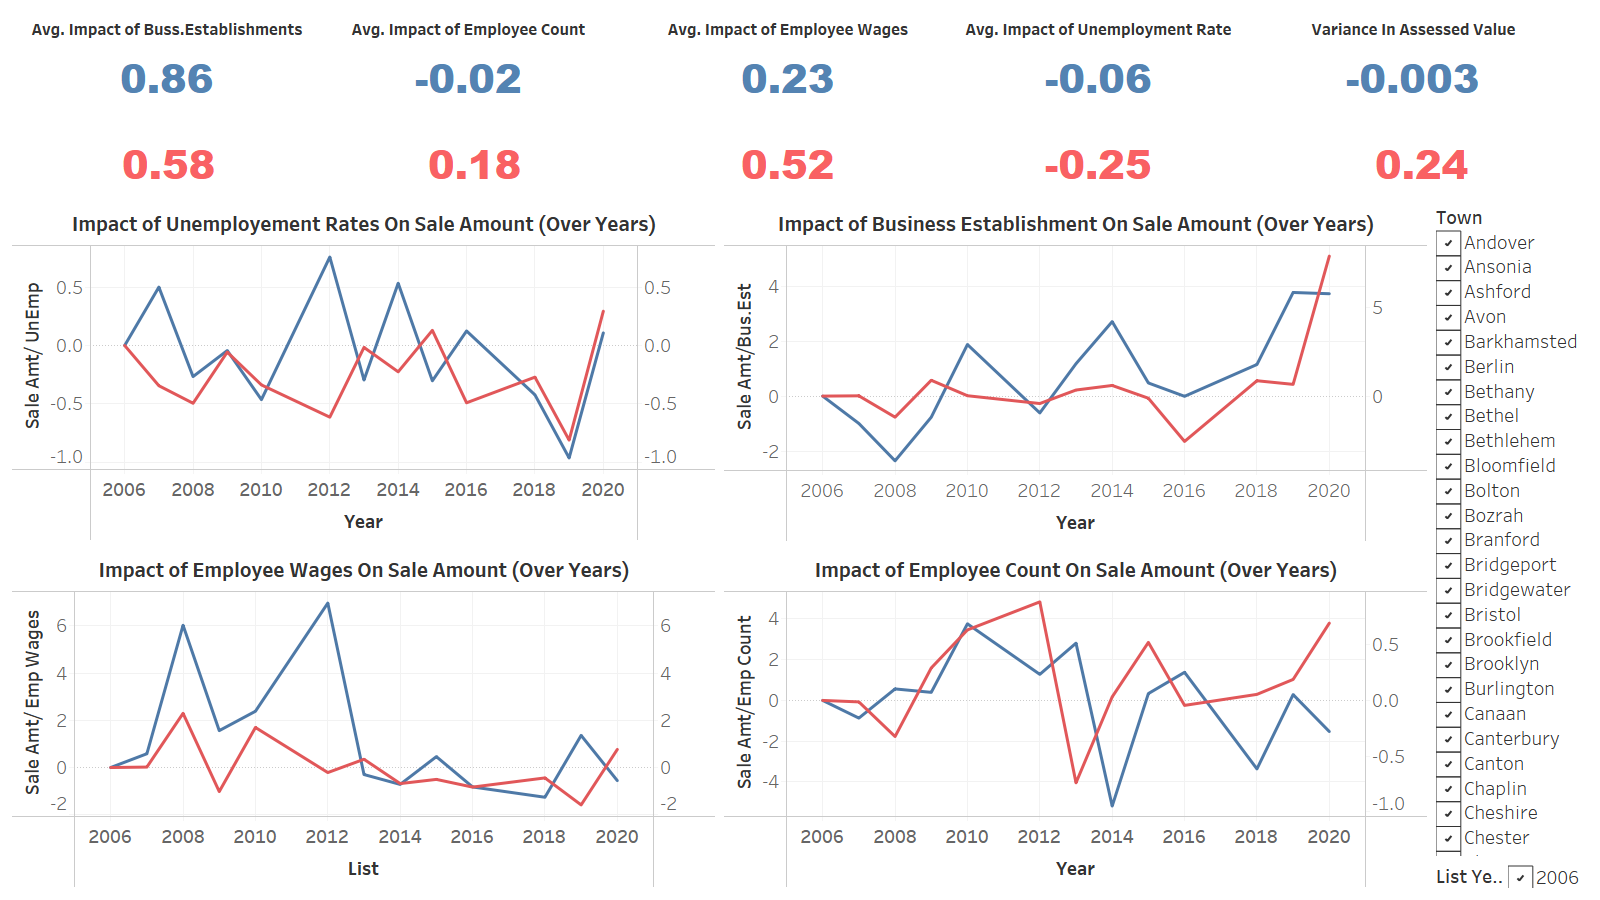 Avg. Impact of Buss.Establishments
Avg. Impact of Employee Count
Avg. Impact of Employee Wages
Avg. Impact of Unemployment Rate
Variance In Assessed Value
0.86
-0.02
0.23
-0.06
-0.003
0.58
0.18
0.52
-0.25
0.24
Impact of Unemployement Rates On Sale Amount (Over Years)
Sale Amt/ UnEmp
0.5
0.0
-0.5
-1.0
0.5
0.0
-0.5
-1.0
2006 2008 2010 2012 2014 2016 2018 2020
Year
Impact of Business Establishment On Sale Amount (Over Years)
Sale Amt/Bus.Est
4
2
0
-2
5
0
2006 2008 2010 2012 2014 2016 2018 2020
Year
Impact of Employee Wages On Sale Amount (Over Years)
Sale Amt/ Emp Wages
6
4
2
0
-2
6
4
2
0
-2
2006 2008 2010 2012 2014 2016 2018 2020
List
Impact of Employee Count On Sale Amount (Over Years)
Sale Amt/Emp Count
4
2
0
-2
-4
0.5
0.0
-0.5
-1.0
2006 2008 2010 2012 2014 2016 2018 2020
Year
Town
Andover
Ansonia
Ashford
Avon
Barkhamsted
Berlin
Bethany
Bethel
Bethlehem
Bloomfield
Bolton
Bozrah
Branford
Bridgeport
Bridgewater
Bristol
Brookfield
Brooklyn
Burlington
Canaan
Canterbury
Canton
Chaplin
Cheshire
Chester
List Ye.. 2006